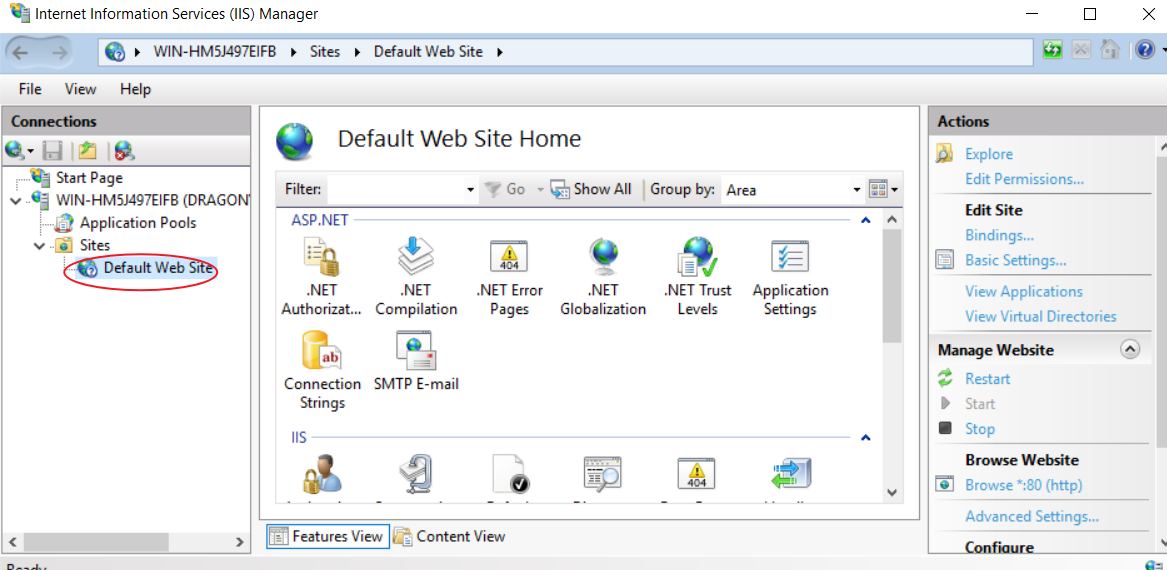 Internet Information Services (IIS) Manager
WIN-HM5J497EIFB Sites Default Web Site
File View Help
Connections
Start Page
WIN-HM5J497EIFB (DRAGON
Application Pools
Sites
Default Web Site
Default Web Site Home
Filter: Go Show All Group by: Area
ASP.NET
.NET Authorizat...
.NET Compilation
.NET Error Pages
.NET Globalization
.NET Trust Levels
Application Settings
Connection Strings
SMTP E-mail
IIS
Features View Content View
Actions
Explore
Edit Permissions...
Edit Site
Bindings...
Basic Settings...
View Applications
View Virtual Directories
Manage Website
Restart
Start
Stop
Browse Website
Browse *:80 (http)
Advanced Settings...
Configure
Ready